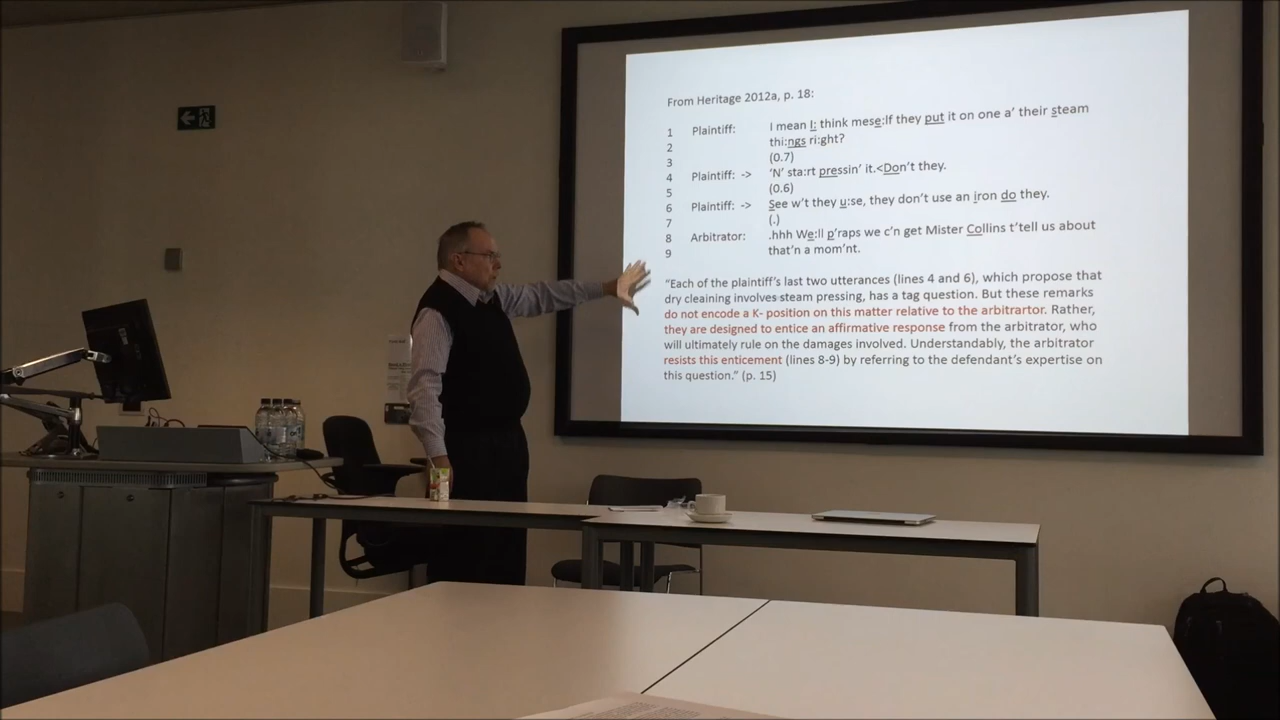 From Heritage 2012a, p. 18:
1 Plaintiff: I mean I: think mese:lf they put it on one a' their steam
2 thi:ngs ri:ght?
3 (0.7)
4 Plaintiff: -> 'N' sta:rt pressin' it.<Don't they.
5 (0.6)
6 Plaintiff: -> See w't they u:se, they don't use an iron do they.
7 (.)
8 Arbitrator: .hhh We:ll p'raps we c'n get Mister Collins t'tell us about
9 that'n a mom'nt.
"Each of the plaintiff's last two utterances (lines 4 and 6), which propose that
dry cleaining involves steam pressing, has a tag question. But these remarks
do not encode a K- position on this matter relative to the arbitrartor. Rather,
they are designed to entice an affirmative response from the arbitrator, who
will ultimately rule on the damages involved. Understandably, the arbitrator
resists this enticement (lines 8-9) by referring to the defendant's expertise on
this question." (p. 15)